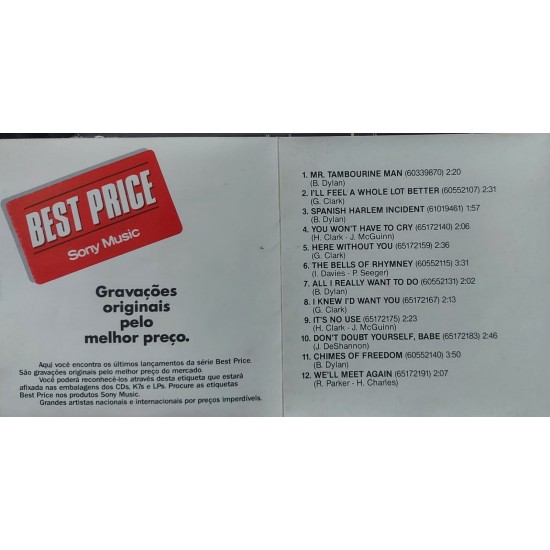 BEST PRICE
Sony Music
Gravações
originais
pelo
melhor preço.
Aqui você encontra os últimos lançamentos da série Best Price.
São gravações originais pelo melhor preço do mercado.
Você poderá reconhecê-los através desta etiqueta que estará
afixada nas embalagens dos CDs, K7s e LPs. Procure as etiquetas
Best Price nos produtos Sony Music.
Grandes artistas nacionais e internacionais por preços imperdíveis.
1. MR. TAMBOURINE MAN (60339870) 2:20
(B. Dylan)
2. I'LL FEEL A WHOLE LOT BETTER (60552107) 2:31
(G. Clark)
3. SPANISH HARLEM INCIDENT (61019461) 1:57
(B. Dylan)
4. YOU WON'T HAVE TO CRY (65172140) 2:06
(H. Clark - J. McGuinn)
5. HERE WITHOUT YOU (65172159) 2:36
(G. Clark)
6. THE BELLS OF RHYMNEY (60552115) 3:31
(I. Davies - P. Seeger)
7. ALL I REALLY WANT TO DO (60552131) 2:02
(B. Dylan)
8. I KNEW I'D WANT YOU (65172167) 2:13
(G. Clark)
9. IT'S NO USE (65172175) 2:23
(H. Clark - J. McGuinn)
10. DON'T DOUBT YOURSELF, BABE (65172183) 2:46
(J. DeShannon)
11. CHIMES OF FREEDOM (60552140) 3:50
(B. Dylan)
12. WE'LL MEET AGAIN (65172191) 2:07
(R. Parker - H. Charles)